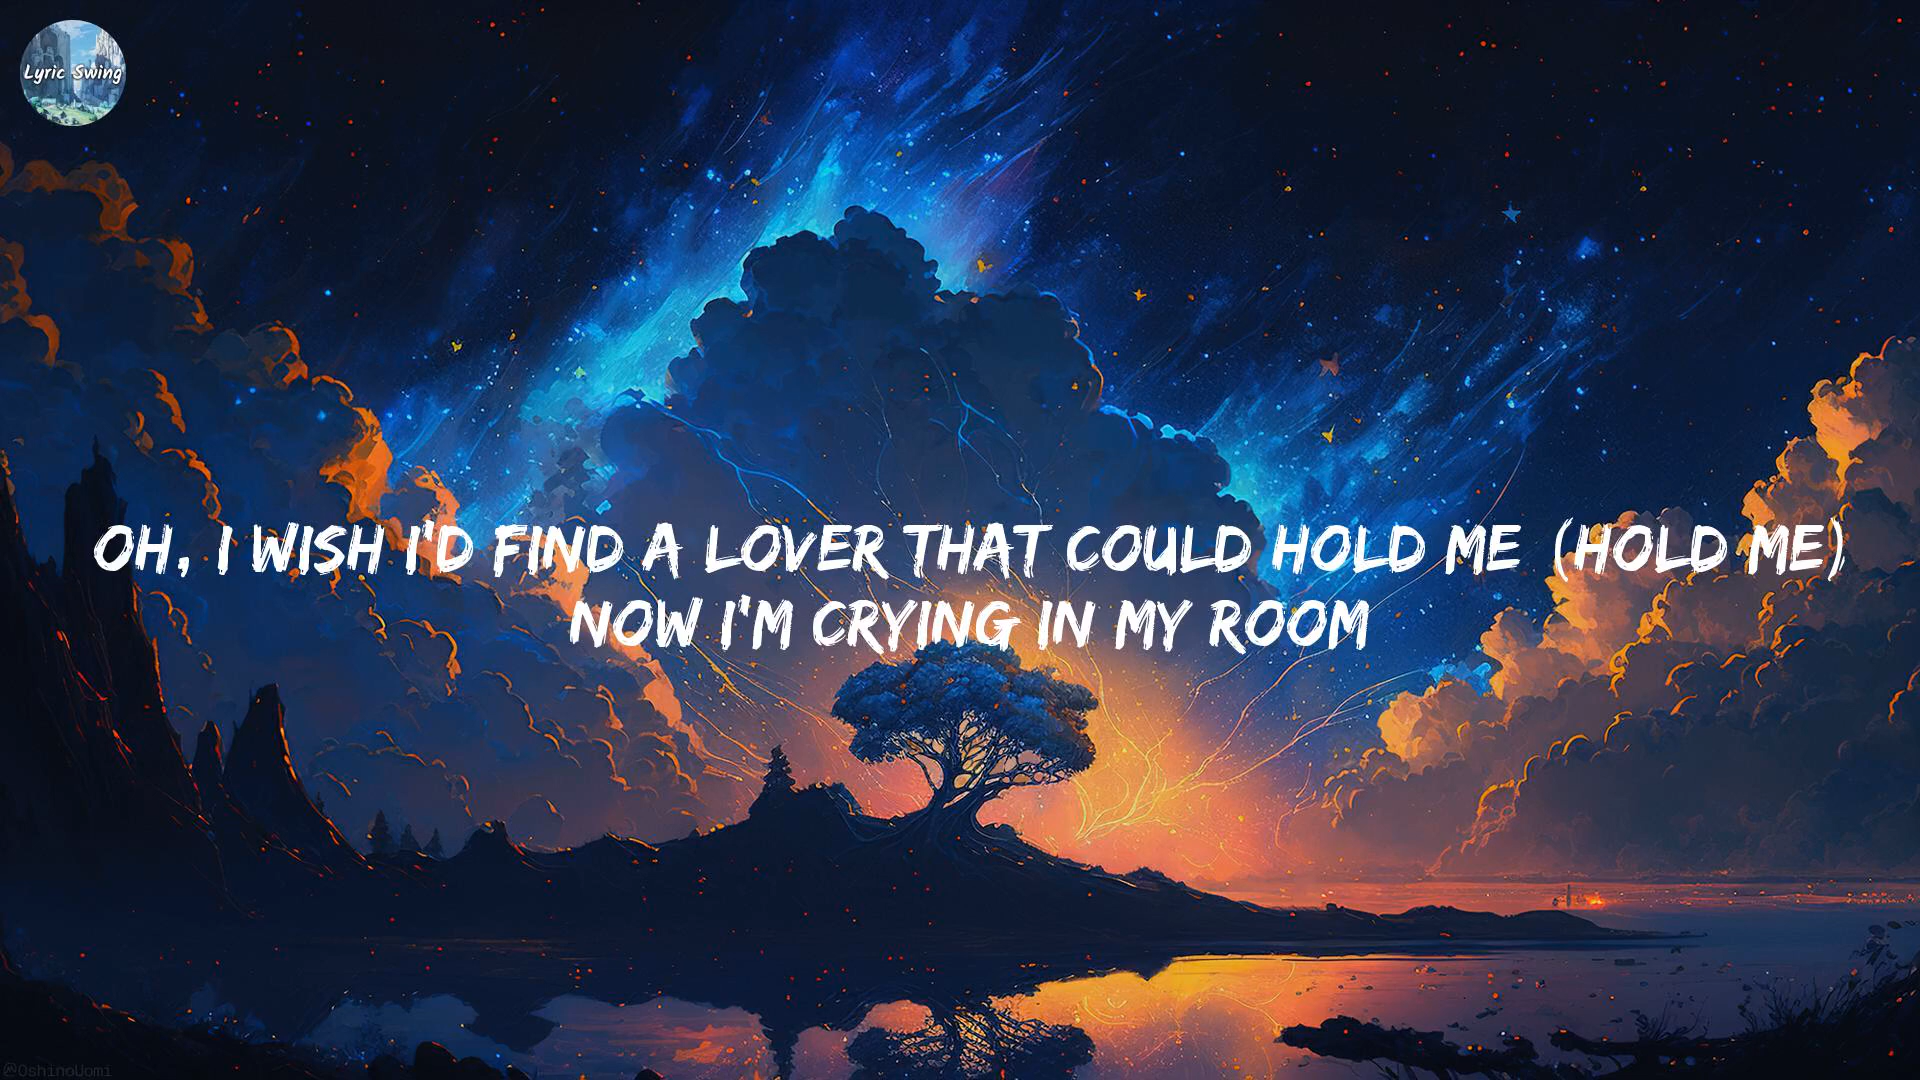 Lyric Swing
OH, I WISH I'D FIND A LOVER THAT COULD HOLD ME (HOLD ME)
NOW I'M CRYING IN MY ROOM
@OshinoUomi